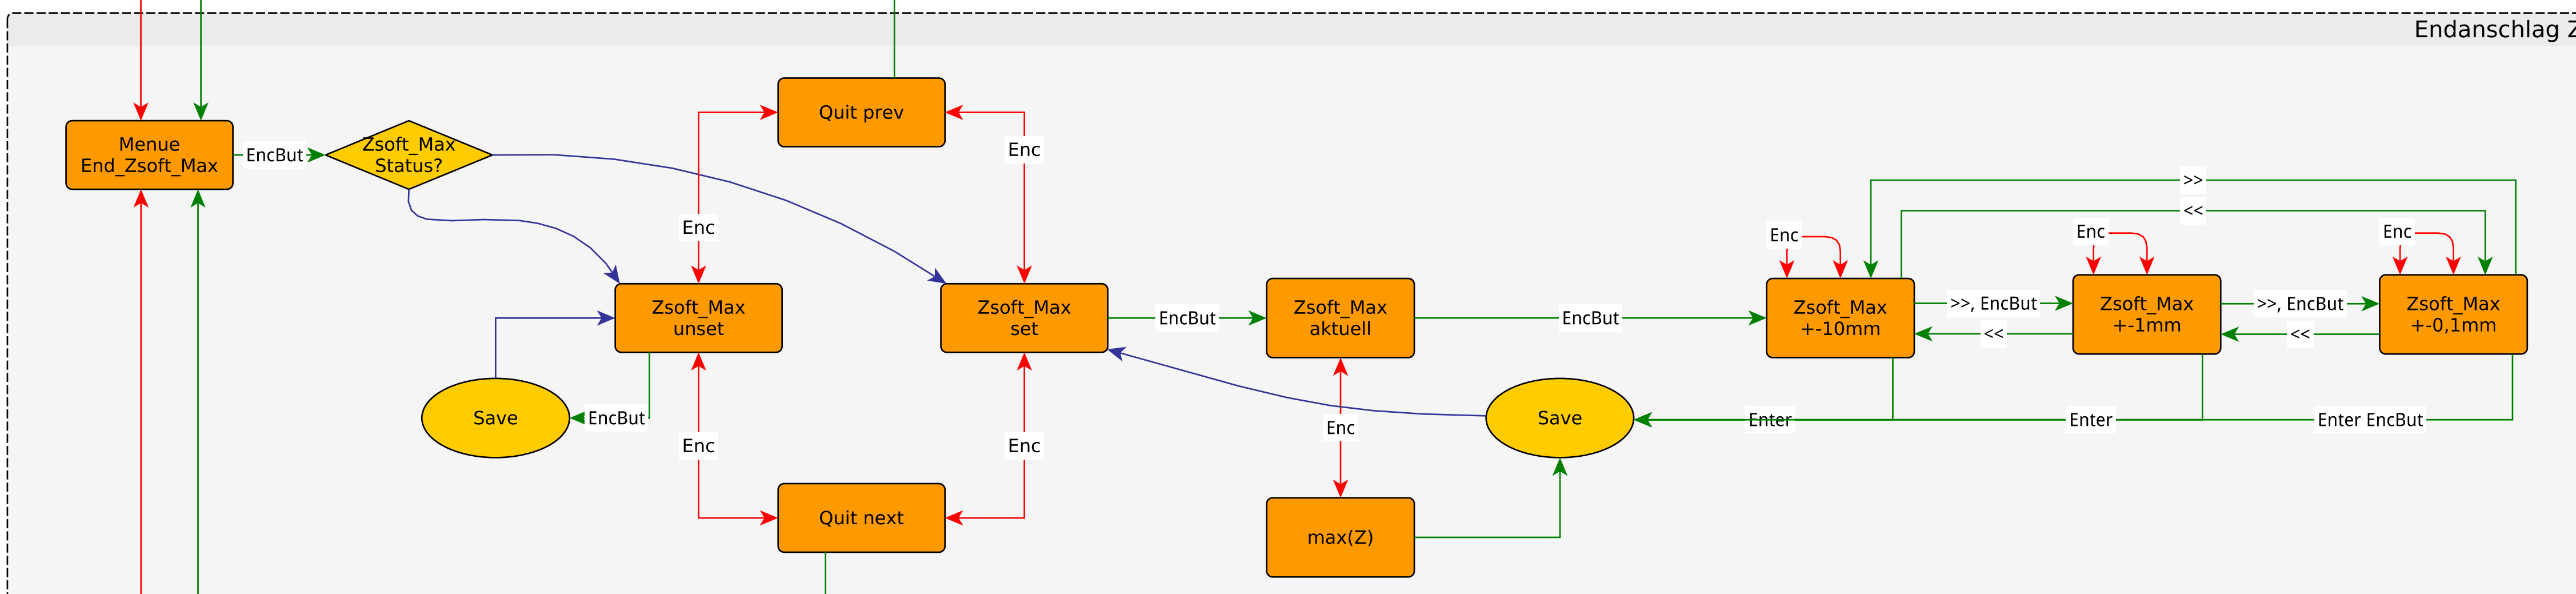 Endanschlag Z
Quit prev
Menue
End_Zsoft_Max
EncBut
Zsoft_Max
Status?
Enc
Enc
>>
<<
Enc
Enc
Enc
Zsoft_Max
unset
Zsoft_Max
set
EncBut
Zsoft_Max
aktuell
EncBut
Zsoft_Max
+-10mm
>>, EncBut
<<
Zsoft_Max
+-1mm
>>, EncBut
<<
Zsoft_Max
+-0,1mm
Save
EncBut
Enc
Enc
Enc
Save
Enter
Enter
Enter EncBut
Quit next
max(Z)